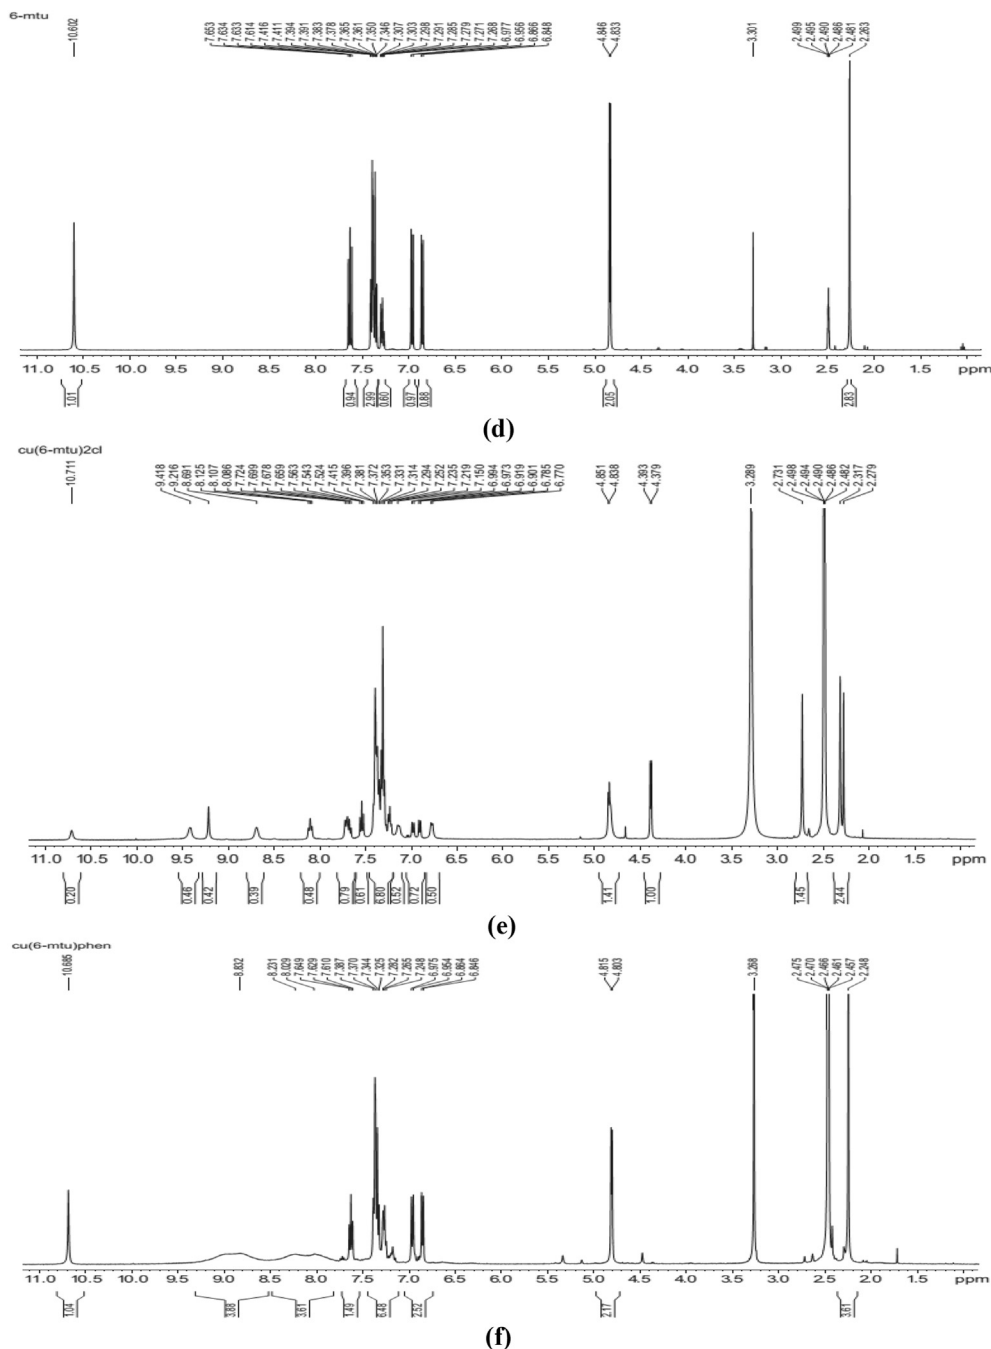 6-mtu
10.602
7.653 7.634 7.633 7.614 7.416 7.411 7.394 7.391 7.383 7.378 7.365 7.361 7.350 7.346 7.307 7.303 7.298 7.291 7.285 7.279 7.271 7.268 6.977 6.956 6.866 6.848
4.846 4.833
3.301
2.499 2.495 2.490 2.486 2.481 2.263
11.0 10.5 10.0 9.5 9.0 8.5 8.0 7.5 7.0 6.5 6.0 5.5 5.0 4.5 4.0 3.5 3.0 2.5 2.0 1.5 ppm
1.01 0.94 2.99 0.60 0.97 0.88 2.05 2.83
(d)
cu(6-mtu)2cl
10.711
9.418 9.216 8.691 8.125 8.107 8.086 7.724 7.699 7.678 7.659 7.563 7.543 7.524 7.415 7.396 7.381 7.372 7.353 7.331 7.314 7.294 7.252 7.235 7.219 7.150 6.994 6.973 6.919 6.901 6.785 6.770
4.851 4.838
4.393 4.379
3.289
2.731 2.498 2.494 2.490 2.486 2.482 2.317 2.279
11.0 10.5 10.0 9.5 9.0 8.5 8.0 7.5 7.0 6.5 6.0 5.5 5.0 4.5 4.0 3.5 3.0 2.5 2.0 1.5 ppm
0.20 0.46 0.42 0.39 0.48 0.79 0.61 6.80 0.52 0.72 0.50 1.41 1.00 1.45 2.44
(e)
cu(6-mtu)phen
10.685
8.832
8.231 8.029 7.649 7.629 7.610 7.387 7.370 7.344 7.325 7.282 7.265 7.248 6.975 6.954 6.864 6.846
4.815 4.803
3.268
2.475 2.470 2.466 2.461 2.457 2.248
11.0 10.5 10.0 9.5 9.0 8.5 8.0 7.5 7.0 6.5 6.0 5.5 5.0 4.5 4.0 3.5 3.0 2.5 2.0 1.5 ppm
1.04 3.88 3.61 1.49 6.48 2.52 2.17 3.61
(f)